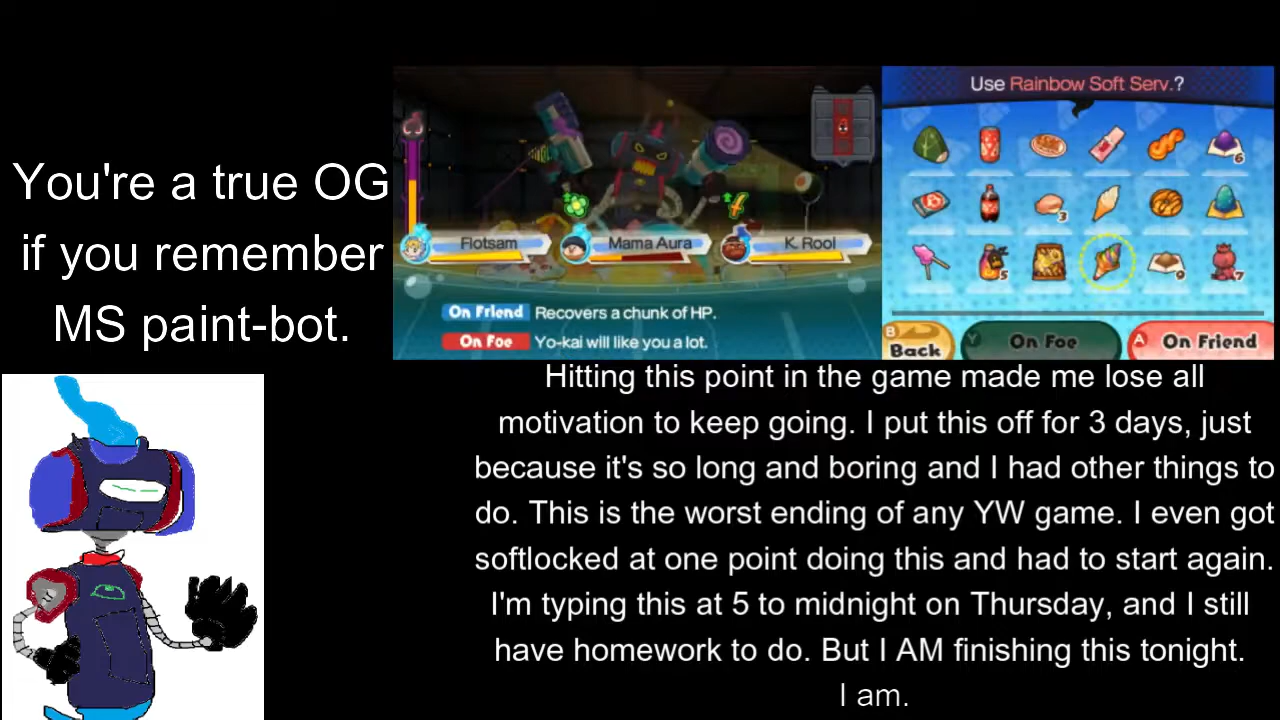 You're a true OG
if you remember
MS paint-bot.
Flotsam
Mama Aura
K. Rool
On Friend Recovers a chunk of HP.
On Foe Yo-kai will like you a lot.
Use Rainbow Soft Serv.?
6
3
5
9
7
B Back
Y On Foe
A On Friend
Hitting this point in the game made me lose all
motivation to keep going. I put this off for 3 days, just
because it's so long and boring and I had other things to
do. This is the worst ending of any YW game. I even got
softlocked at one point doing this and had to start again.
I'm typing this at 5 to midnight on Thursday, and I still
have homework to do. But I AM finishing this tonight.
I am.